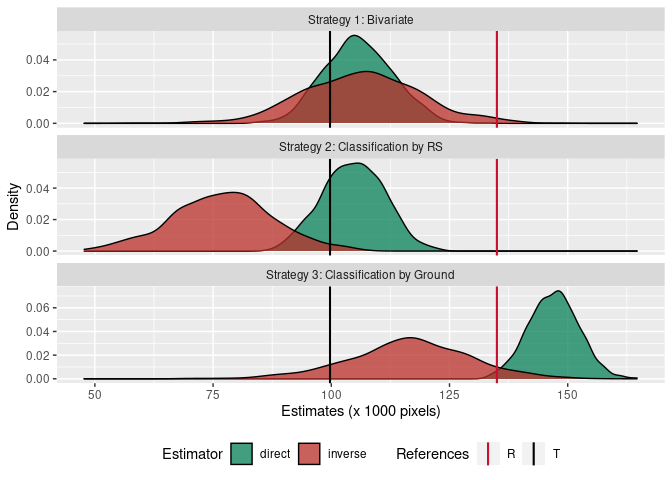 Strategy 1: Bivariate
0.04
0.02
0.00
Strategy 2: Classification by RS
0.04
0.02
0.00
Density
Strategy 3: Classification by Ground
0.06
0.04
0.02
0.00
50 75 100 125 150
Estimates (x 1000 pixels)
Estimator direct inverse References R T